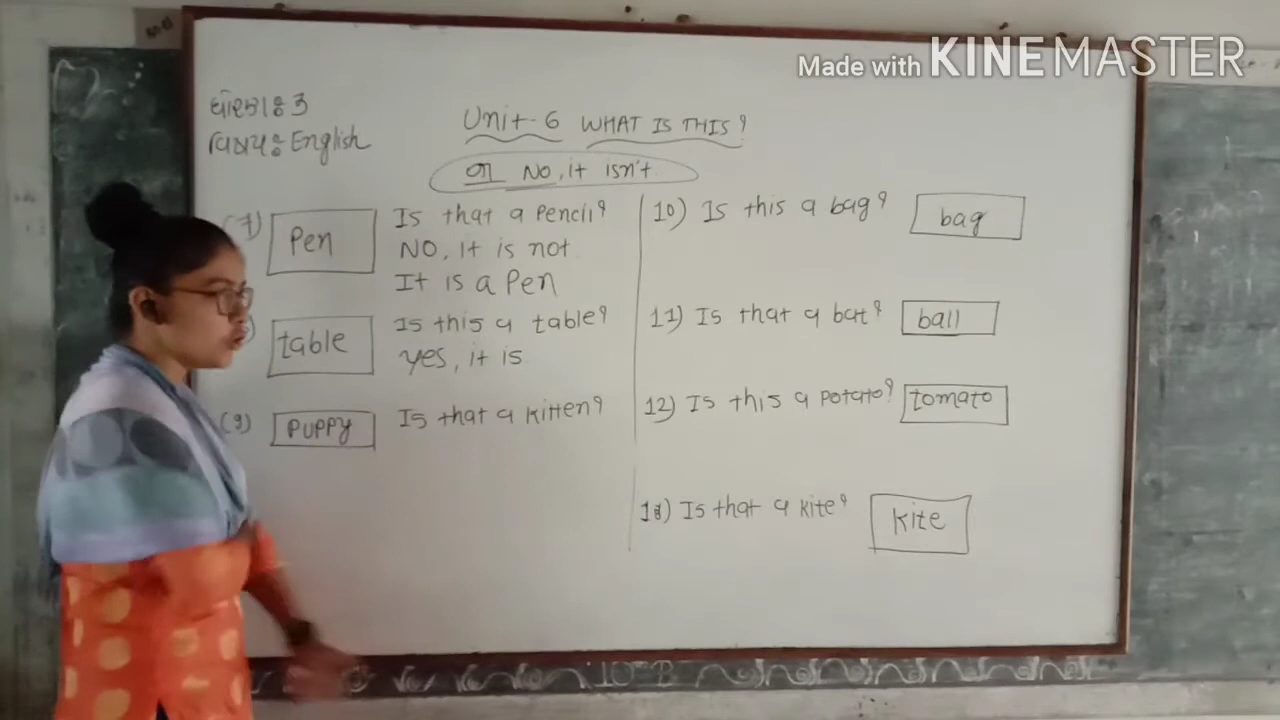 Made with KINEMASTER
ધોરણઃ 3
વિષયઃ English
Unit-6 WHAT IS THIS?
No, it isn't.
(7) Pen Is that a Pencil?
NO, it is not
It is a Pen
table Is this a table?
yes, it is
(9) PUPPY Is that a kitten?
10) Is this a bag? bag
11) Is that a bat? ball
12) Is this a potato? tomato
Is that a kite? kite
10th B